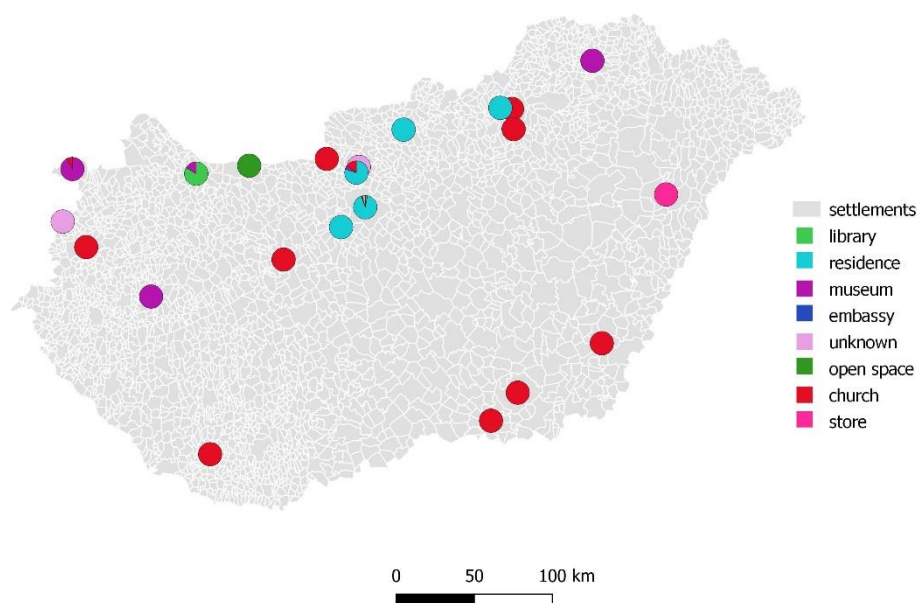 settlements
library
residence
museum
embassy
unknown
open space
church
store
0 50 100 km